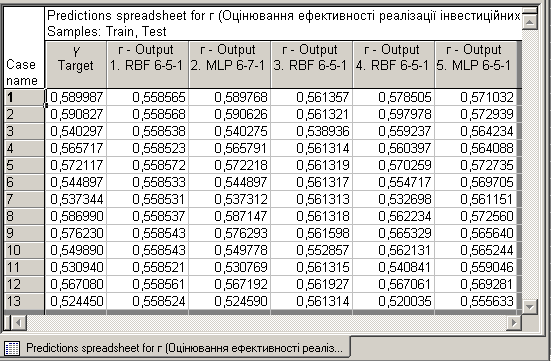 Predictions spreadsheet for г (Оцінювання ефективності реалізації інвестиційних
Samples: Train, Test
Case name γ Target г - Output 1. RBF 6-5-1 г - Output 2. MLP 6-7-1 г - Output 3. RBF 6-5-1 г - Output 4. RBF 6-5-1 г - Output 5. MLP 6-5-1
1 0,589987 0,558565 0,589768 0,561357 0,578505 0,571032
2 0,590827 0,558568 0,590626 0,561321 0,597978 0,572939
3 0,540297 0,558538 0,540275 0,538936 0,559237 0,564234
4 0,565717 0,558523 0,565791 0,561314 0,560397 0,564088
5 0,572117 0,558572 0,572218 0,561319 0,570259 0,572735
6 0,544897 0,558533 0,544897 0,561317 0,554717 0,569705
7 0,537344 0,558531 0,537312 0,561313 0,532698 0,561151
8 0,586990 0,558537 0,587147 0,561318 0,562234 0,572560
9 0,576230 0,558543 0,576293 0,561598 0,565329 0,565640
10 0,549890 0,558543 0,549778 0,552857 0,562131 0,565244
11 0,530940 0,558521 0,530769 0,561315 0,540841 0,559046
12 0,567080 0,558561 0,567192 0,561927 0,567061 0,569281
13 0,524450 0,558524 0,524590 0,561314 0,520035 0,555633
Predictions spreadsheet for г (Оцінювання ефективності реаліз...